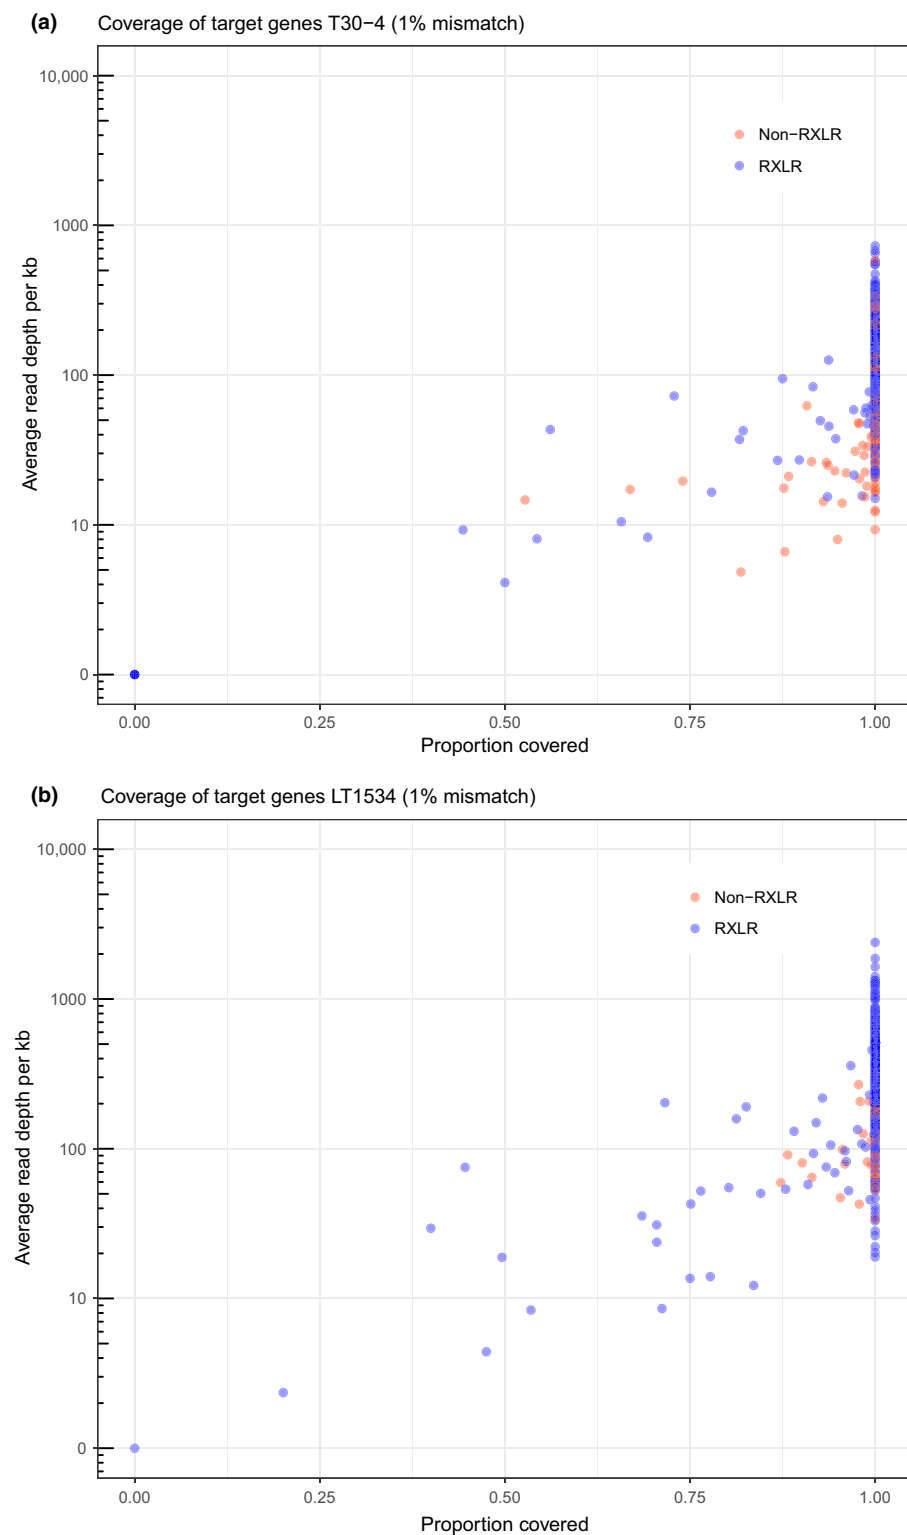 (a) Coverage of target genes T30−4 (1% mismatch)
10,000
1000
100
10
0
Average read depth per kb
Non−RXLR
RXLR
0.00 0.25 0.50 0.75 1.00
Proportion covered
(b) Coverage of target genes LT1534 (1% mismatch)
10,000
1000
100
10
0
Average read depth per kb
Non−RXLR
RXLR
0.00 0.25 0.50 0.75 1.00
Proportion covered